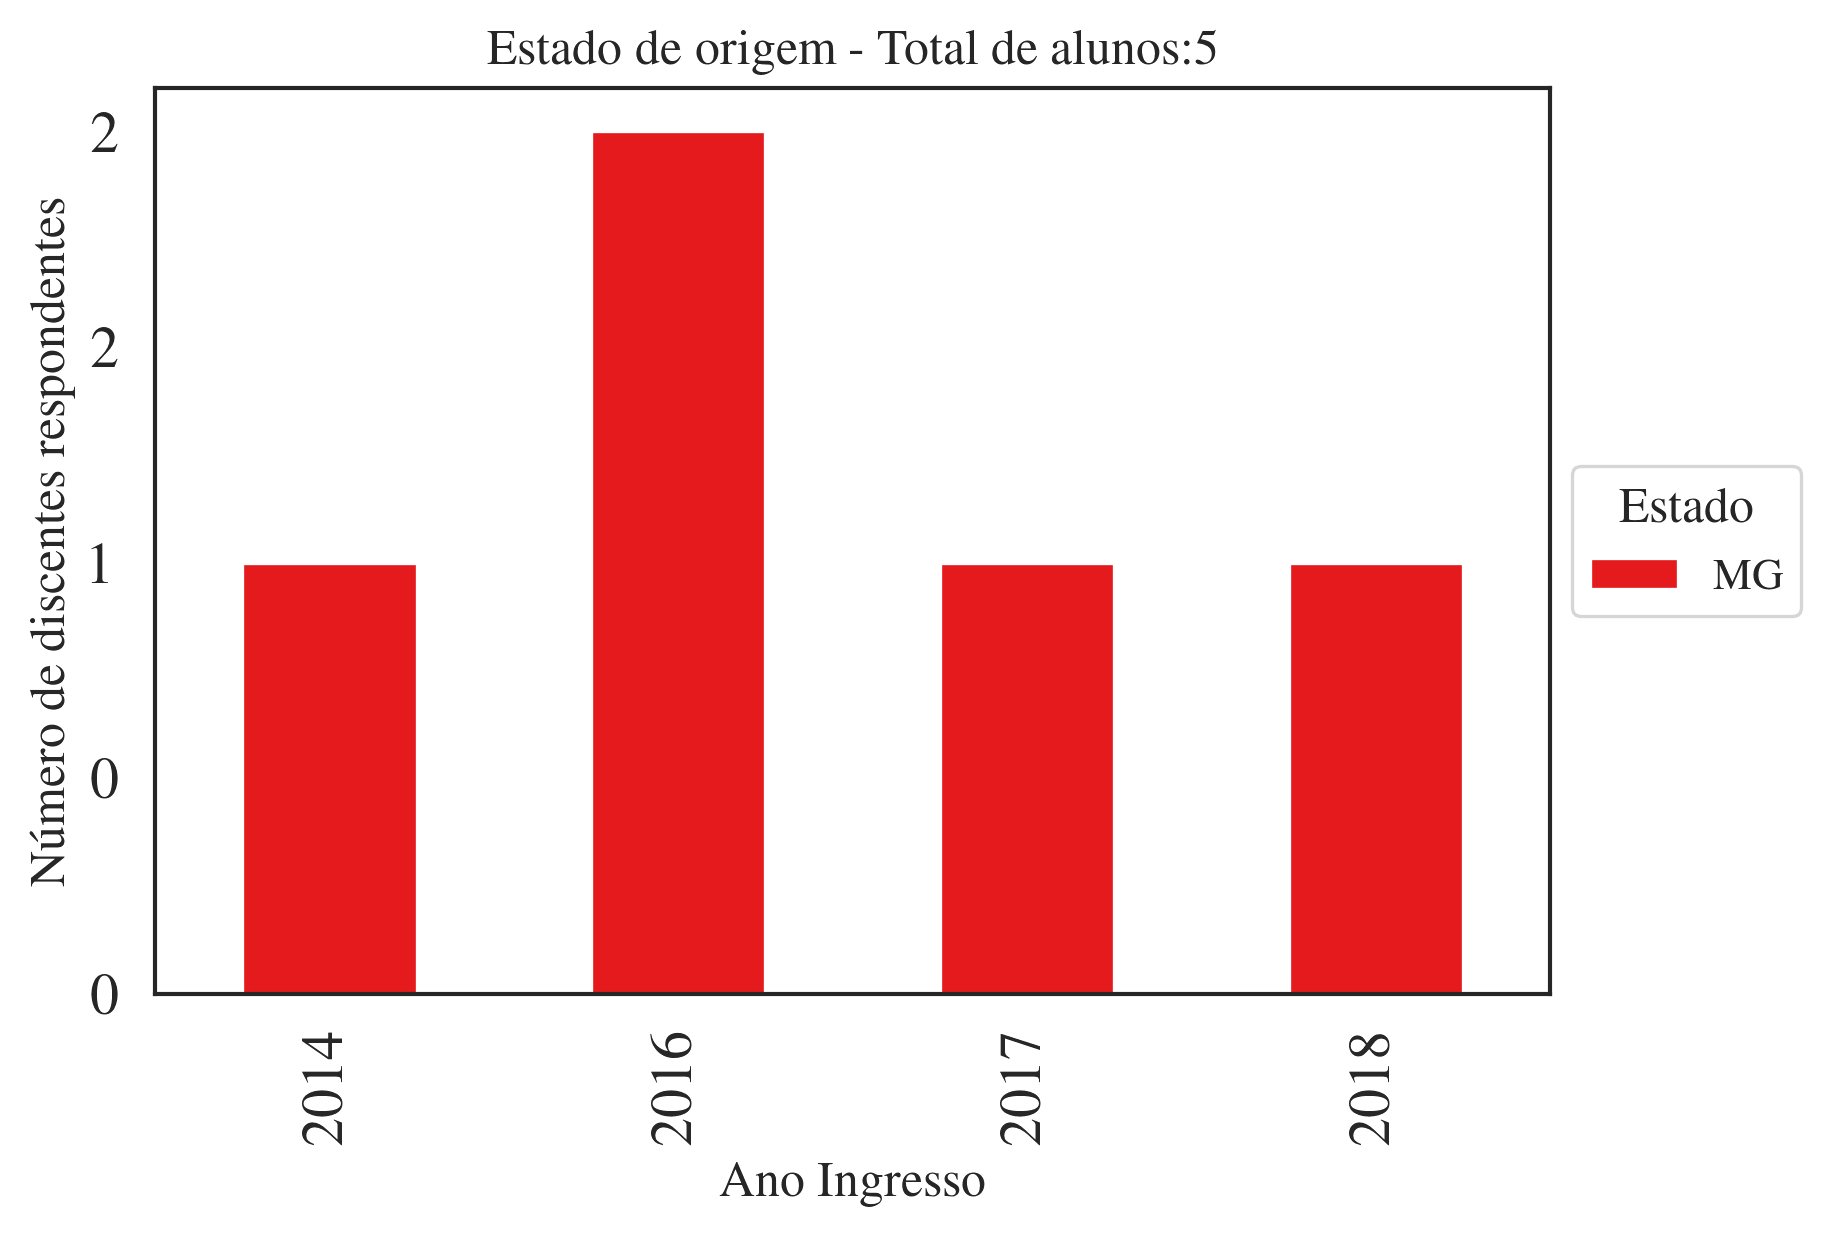 Estado de origem - Total de alunos:5
Número de discentes respondentes
2
2
1
0
0
2014
2016
2017
2018
Ano Ingresso
Estado
MG